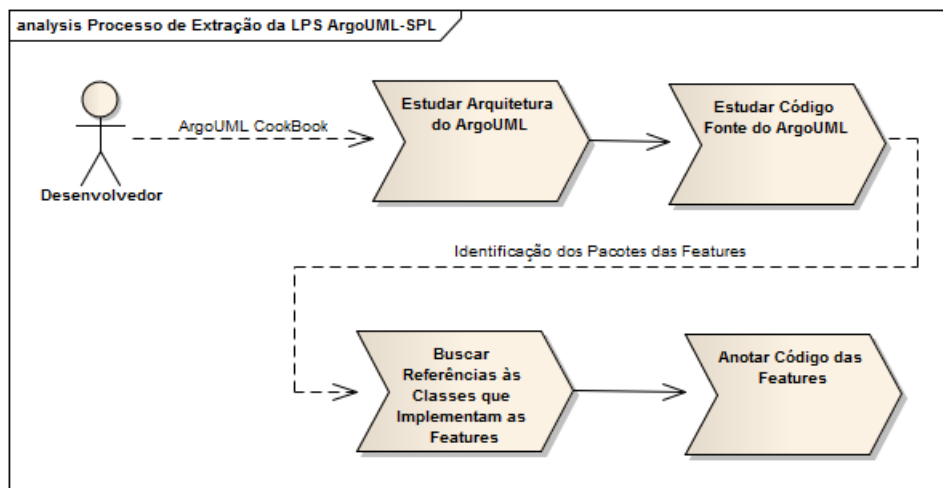 analysis Processo de Extração da LPS ArgoUML-SPL
Desenvolvedor
ArgoUML CookBook
Estudar Arquitetura
do ArgoUML
Estudar Código
Fonte do ArgoUML
Identificação dos Pacotes das Features
Buscar
Referências às
Classes que
Implementam as
Features
Anotar Código das
Features